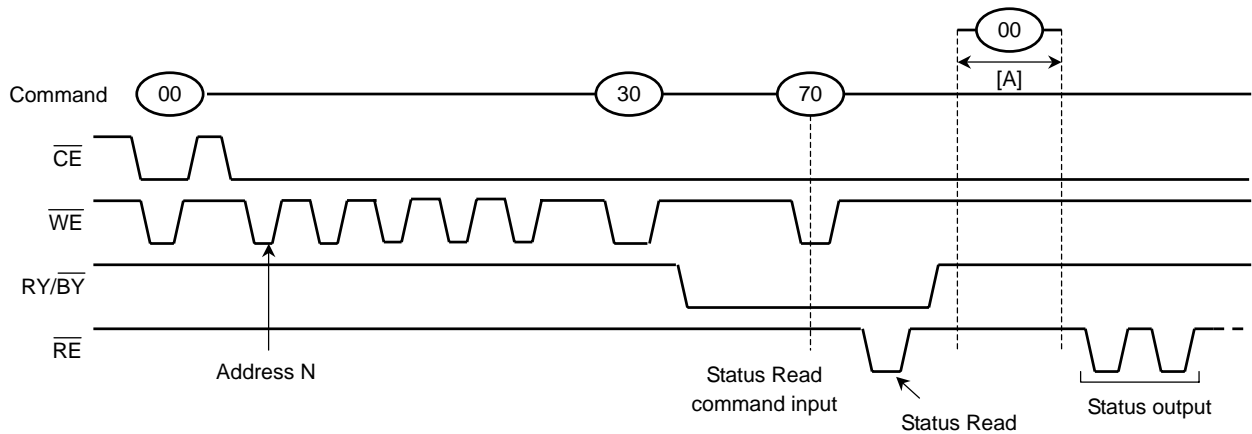 00
[A]
Command 00 30 70
CE
WE
RY/BY
RE
Address N
Status Read
command input
Status Read
Status output